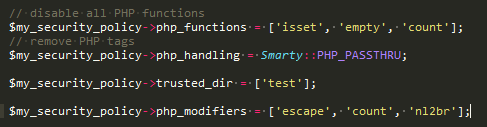 // disable all PHP functions
$my_security_policy->php_functions = ['isset', 'empty', 'count'];
// remove PHP tags
$my_security_policy->php_handling = Smarty::PHP_PASSTHRU;
$my_security_policy->trusted_dir = ['test'];
$my_security_policy->php_modifiers = ['escape', 'count', 'nl2br'];